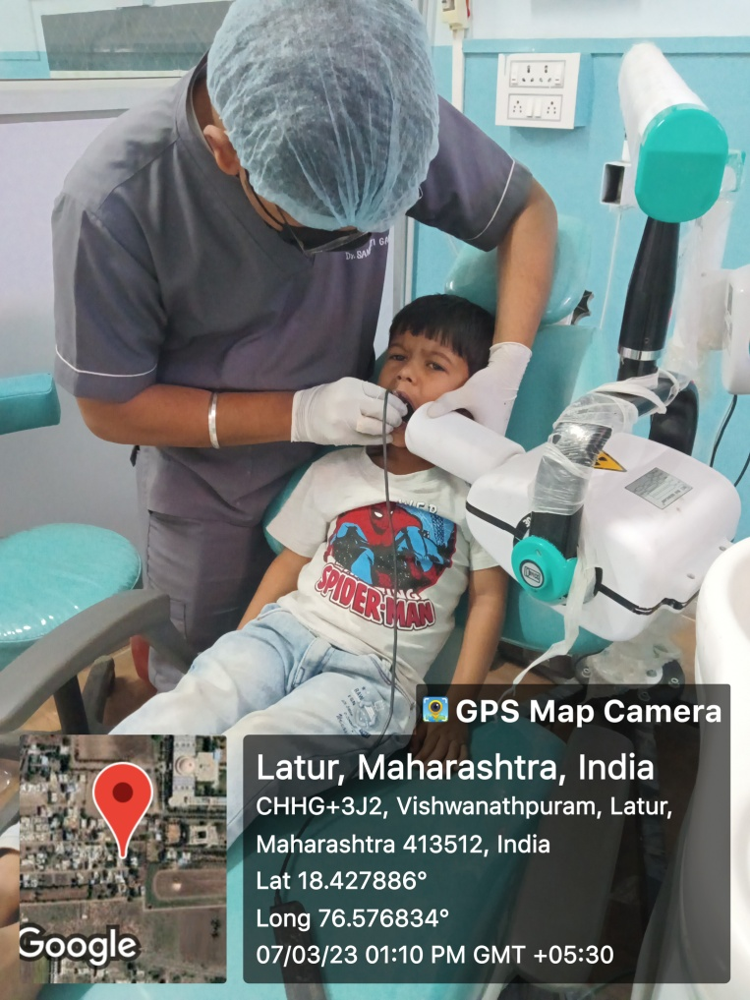 SPIDER-MAN
GPS Map Camera
Latur, Maharashtra, India
CHHG+3J2, Vishwanathpuram, Latur,
Maharashtra 413512, India
Lat 18.427886°
Long 76.576834°
07/03/23 01:10 PM GMT +05:30
Google